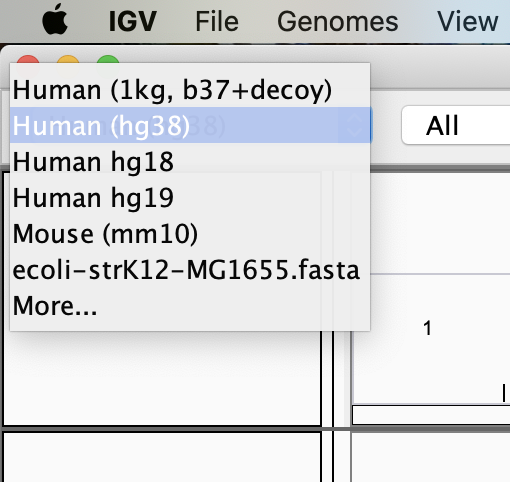 IGV File Genomes View
Human (1kg, b37+decoy)
Human (hg38)
All
Human hg18
Human hg19
Mouse (mm10)
ecoli-strK12-MG1655.fasta
More...
1